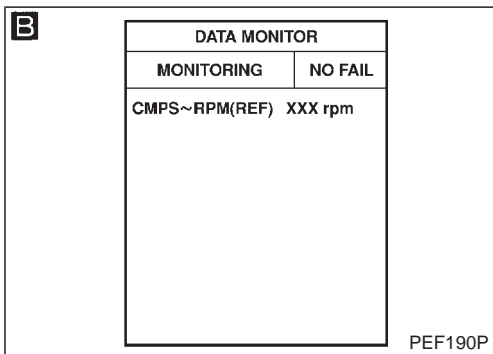 B
DATA MONITOR
MONITORING NO FAIL
CMPS~RPM(REF) XXX rpm
PEF190P